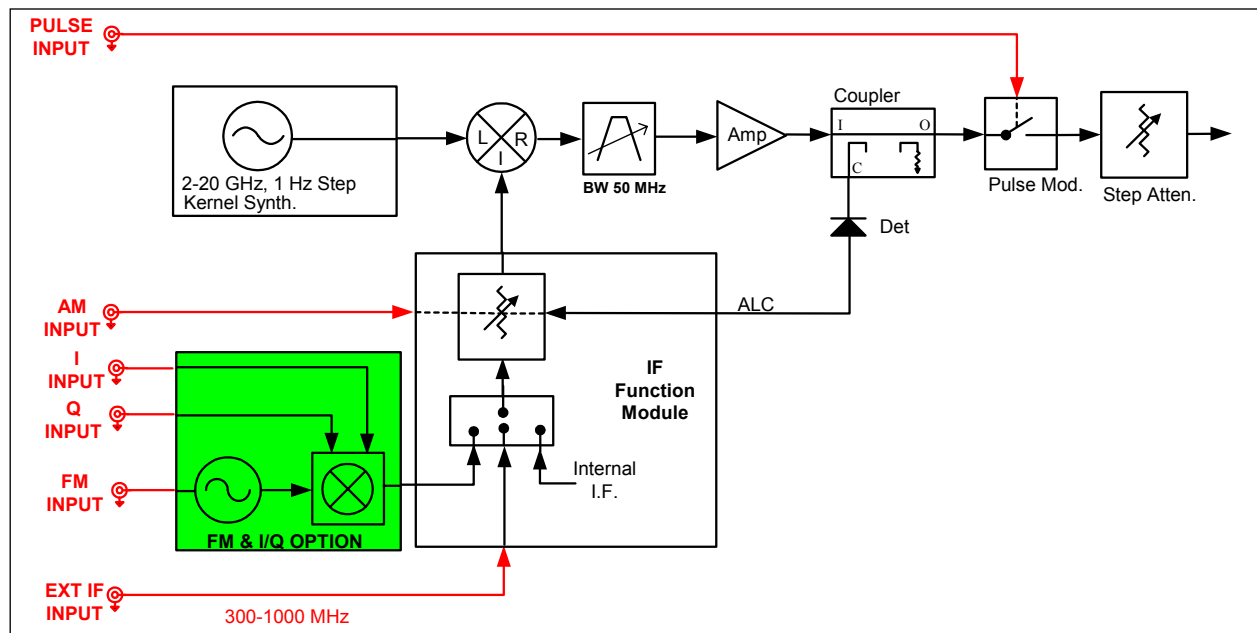 PULSE
INPUT
Coupler
L
R
I
Amp
I
O
C
2-20 GHz, 1 Hz Step
Kernel Synth.
BW 50 MHz
Pulse Mod.
Step Atten.
Det
AM
INPUT
ALC
I
INPUT
IF
Function
Module
Q
INPUT
Internal
I.F.
FM
INPUT
FM & I/Q OPTION
EXT IF
INPUT
300-1000 MHz